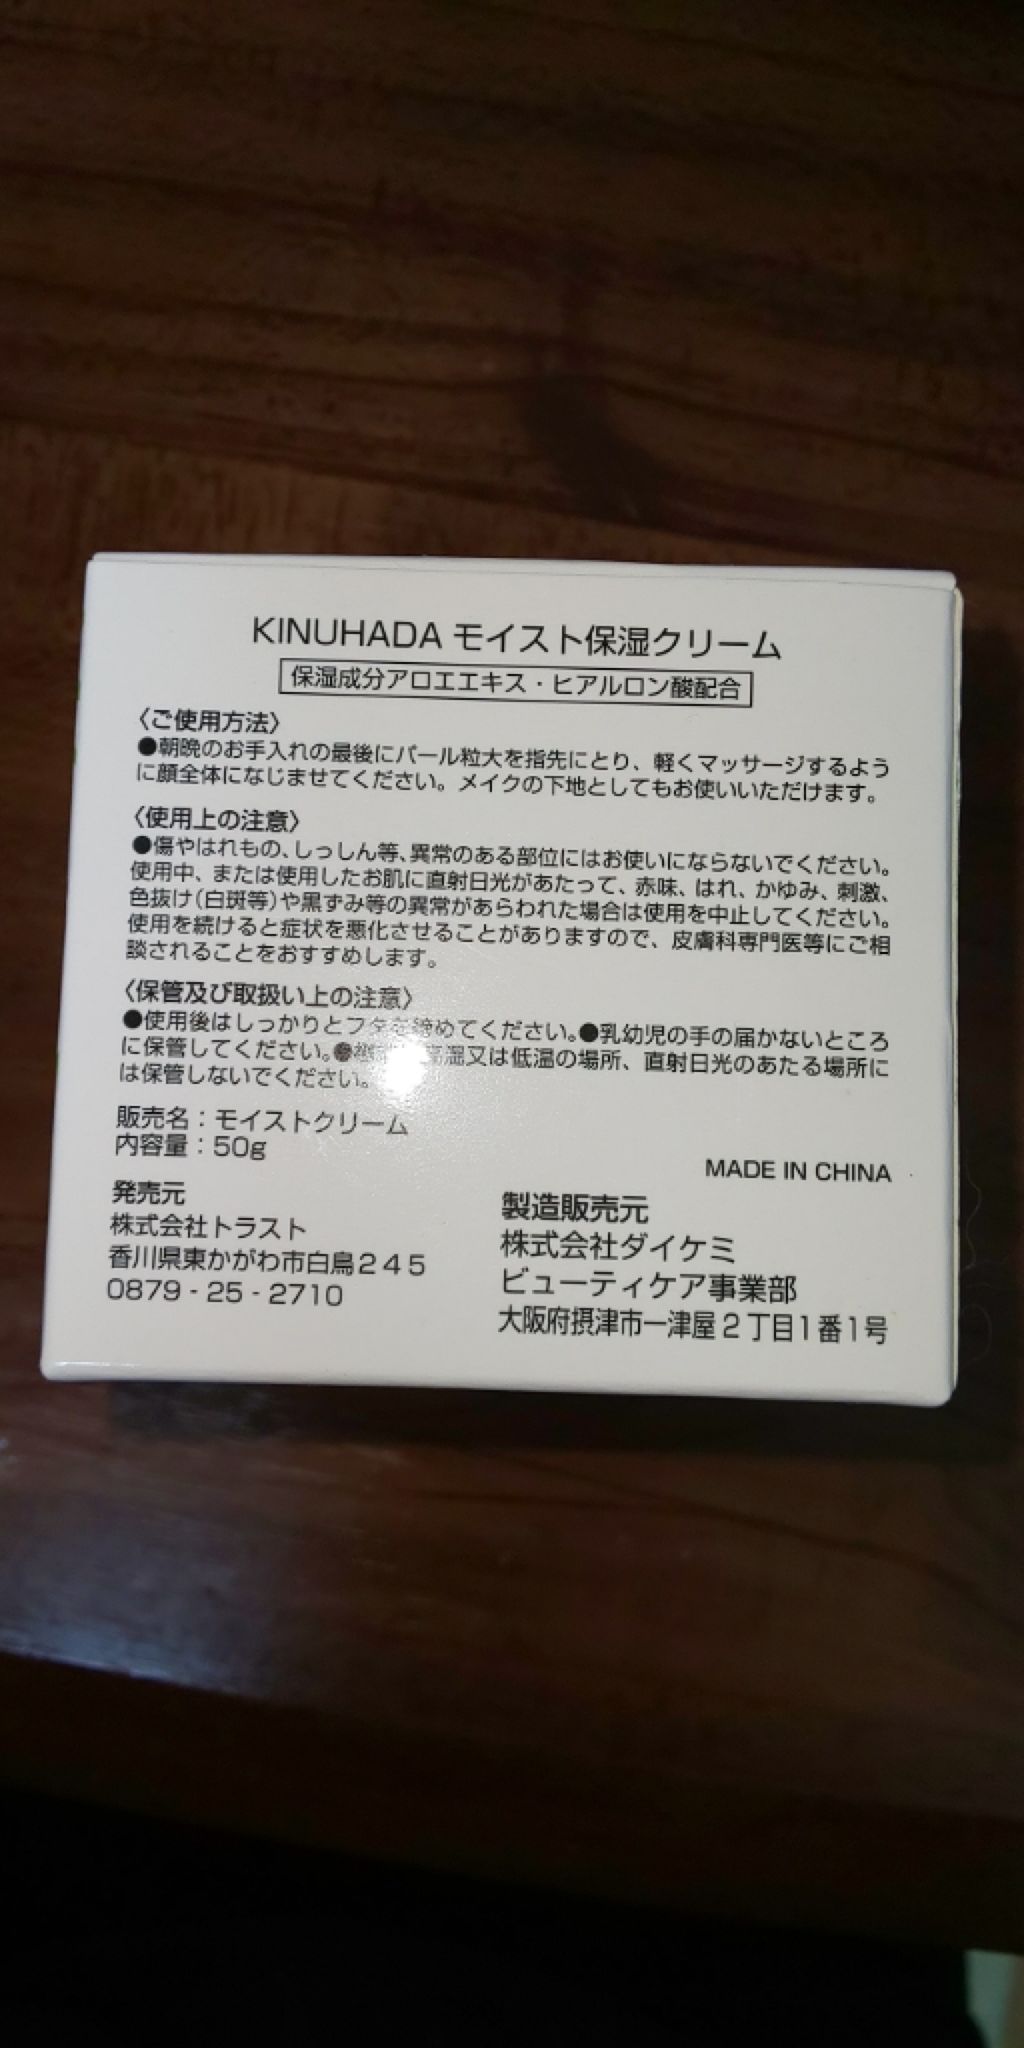 KINUHADA モイスト保湿クリーム
保湿成分アロエエキス・ヒアルロン酸配合
〈ご使用方法〉
●朝晩のお手入れの最後にパール粒大を指先にとり、軽くマッサージするよう
に顔全体になじませてください。メイクの下地としてもお使いいただけます。
〈使用上の注意〉
●傷やはれもの、しっしん等、異常のある部位にはお使いにならないでください。
使用中、または使用したお肌に直射日光があたって、赤味、はれ、かゆみ、刺激、
色抜け(白斑等)や黒ずみ等の異常があらわれた場合は使用を中止してください。
使用を続けると症状を悪化させることがありますので、皮膚科専門医等にご相
談されることをおすすめします。
〈保管及び取扱い上の注意〉
●使用後はしっかりとフタを締めてください。●乳幼児の手の届かないところ
に保管してください。●高温又は低温の場所、直射日光のあたる場所に
は保管しないでください。
販売名：モイストクリーム
内容量：50g
MADE IN CHINA
発売元
株式会社トラスト
香川県東かがわ市白鳥２４５
0879 - 25 - 2710
製造販売元
株式会社ダイケミ
ビューティケア事業部
大阪府摂津市一津屋２丁目１番１号